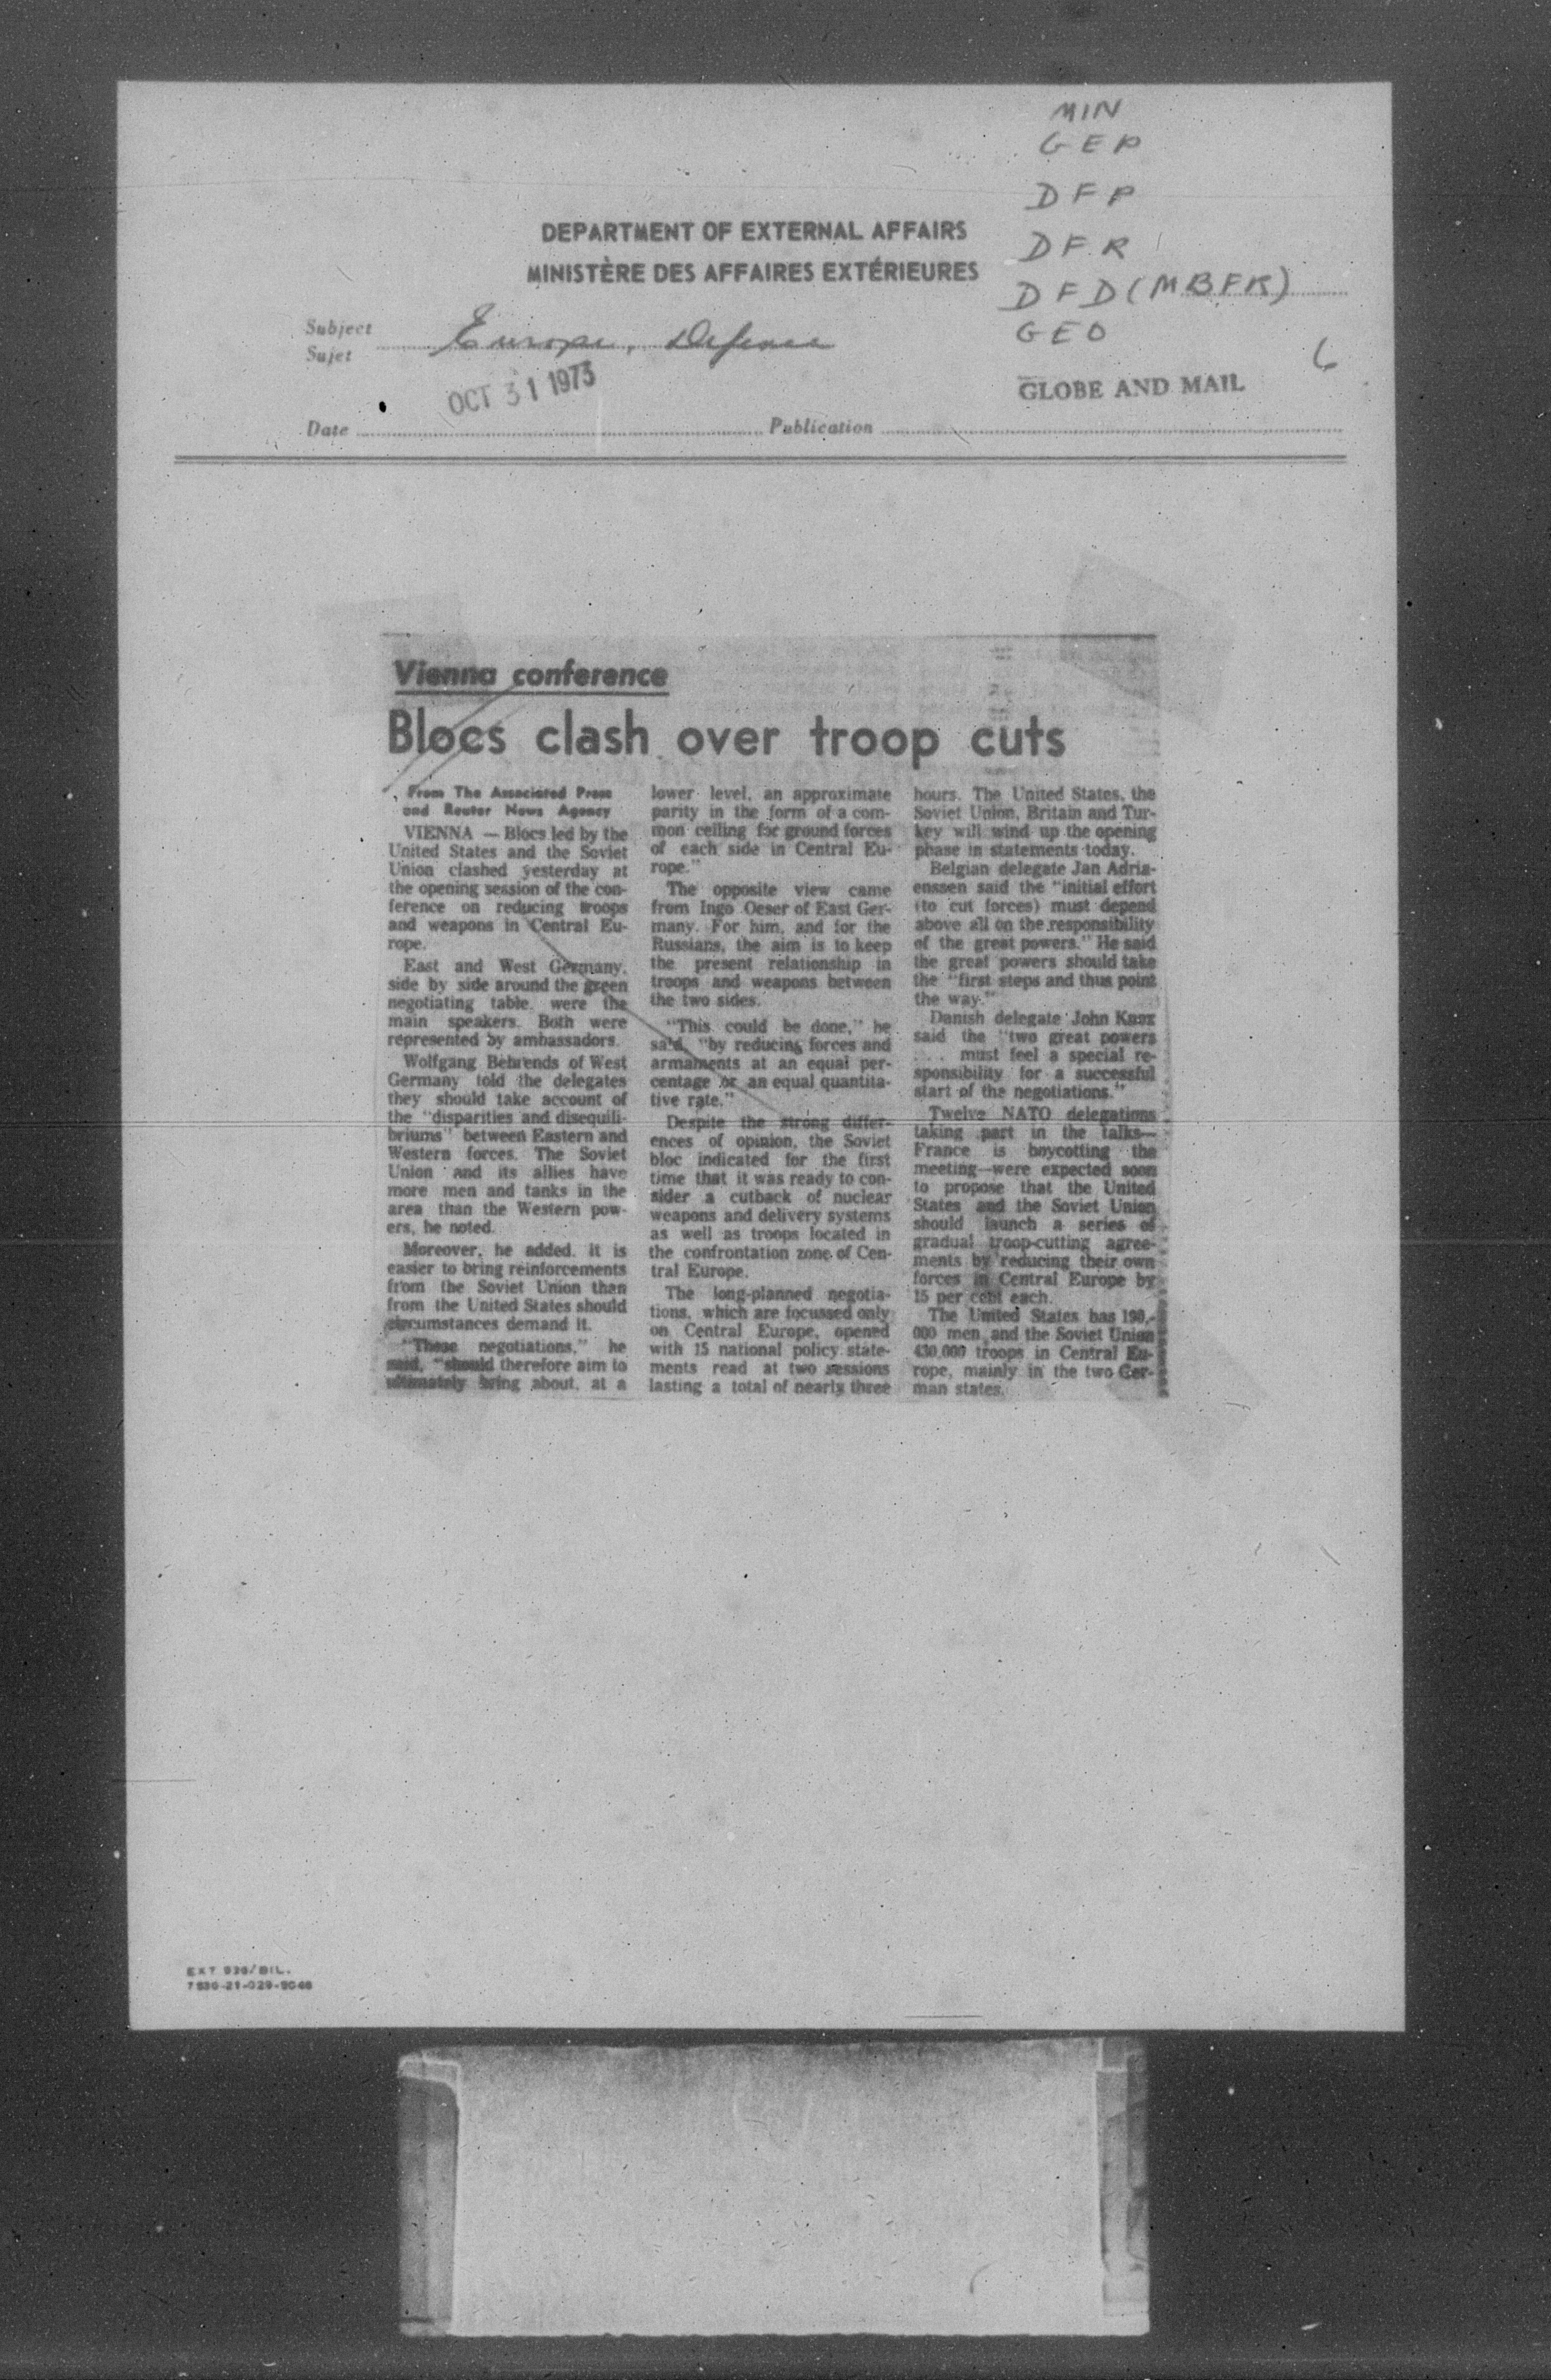 MIN
GEP
DFP
DEPARTMENT OF EXTERNAL AFFAIRS
DFR
MINISTÈRE DES AFFAIRES EXTÉRIEURES
DFD (MBFR)
Subject
Sujet
Europe, Defence
GEO
6
OCT 31 1973
GLOBE AND MAIL
Date
Publication
Vienna conference
Blocs clash over troop cuts
From The Associated Press
and Reuter News Agency
VIENNA — Blocs led by the
United States and the Soviet
Union clashed yesterday at
the opening session of the con-
ference on reducing troops
and weapons in Central Eu-
rope.
East and West Germany,
side by side around the green
negotiating table, were the
main speakers. Both were
represented by ambassadors.
Wolfgang Behrends of West
Germany told the delegates
they should take account of
the "disparities and disequili-
briums" between Eastern and
Western forces. The Soviet
Union and its allies have
more men and tanks in the
area than the Western pow-
ers, he noted.
Moreover, he added, it is
easier to bring reinforcements
from the Soviet Union than
from the United States should
circumstances demand it.
"These negotiations," he
said, "should therefore aim to
ultimately bring about, at a
lower level, an approximate
parity in the form of a com-
mon ceiling for ground forces
of each side in Central Eu-
rope."
The opposite view came
from Ingo Oeser of East Ger-
many. For him, and for the
Russians, the aim is to keep
the present relationship in
troops and weapons between
the two sides.
"This could be done," he
said, "by reducing forces and
armaments at an equal per-
centage or an equal quantita-
tive rate."
Despite the strong differ-
ences of opinion, the Soviet
bloc indicated for the first
time that it was ready to con-
sider a cutback of nuclear
weapons and delivery systems
as well as troops located in
the confrontation zone of Cen-
tral Europe.
The long-planned negotia-
tions, which are focussed only
on Central Europe, opened
with 15 national policy state-
ments read at two sessions
lasting a total of nearly three
hours. The United States, the
Soviet Union, Britain and Tur-
key will wind up the opening
phase in statements today.
Belgian delegate Jan Adria-
enssen said the "initial effort
(to cut forces) must depend
above all on the responsibility
of the great powers." He said
the great powers should take
the "first steps and thus point
the way."
Danish delegate John Knox
said the "two great powers
. . . must feel a special re-
sponsibility for a successful
start of the negotiations."
Twelve NATO delegations
taking part in the talks—
France is boycotting the
meeting—were expected soon
to propose that the United
States and the Soviet Union
should launch a series of
gradual troop-cutting agree-
ments by reducing their own
forces in Central Europe by
15 per cent each.
The United States has 190,-
000 men and the Soviet Union
430,000 troops in Central Eu-
rope, mainly in the two Ger-
man states.
EXT 930/BIL.
7530-21-029-9046